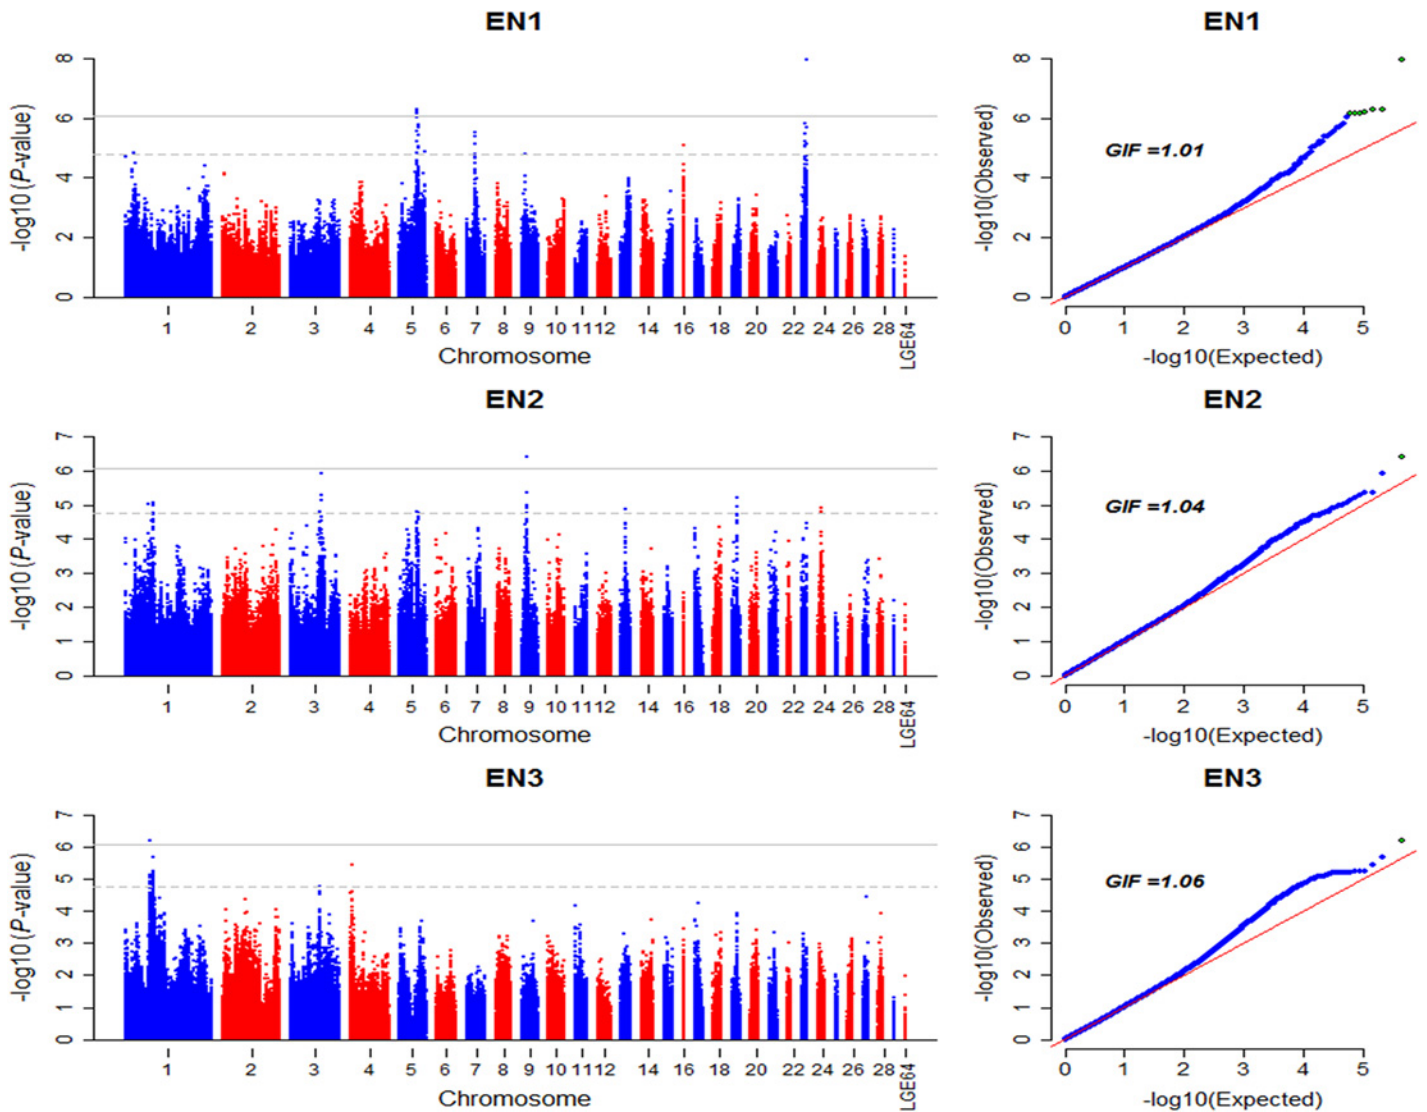 EN1
EN1
8
6
4
2
0
-log10(P-value)
1 2 3 4 5 6 7 8 9 10 11 12 14 16 18 20 22 24 26 28 LGE64
Chromosome
8
6
4
2
0
-log10(Observed)
GIF =1.01
0 1 2 3 4 5
-log10(Expected)
EN2
EN2
7
6
5
4
3
2
1
0
-log10(P-value)
1 2 3 4 5 6 7 8 9 10 11 12 14 16 18 20 22 24 26 28 LGE64
Chromosome
7
6
5
4
3
2
1
0
-log10(Observed)
GIF =1.04
0 1 2 3 4 5
-log10(Expected)
EN3
EN3
7
6
5
4
3
2
1
0
-log10(P-value)
1 2 3 4 5 6 7 8 9 10 11 12 14 16 18 20 22 24 26 28 LGE64
Chromosome
7
6
5
4
3
2
1
0
-log10(Observed)
GIF =1.06
0 1 2 3 4 5
-log10(Expected)